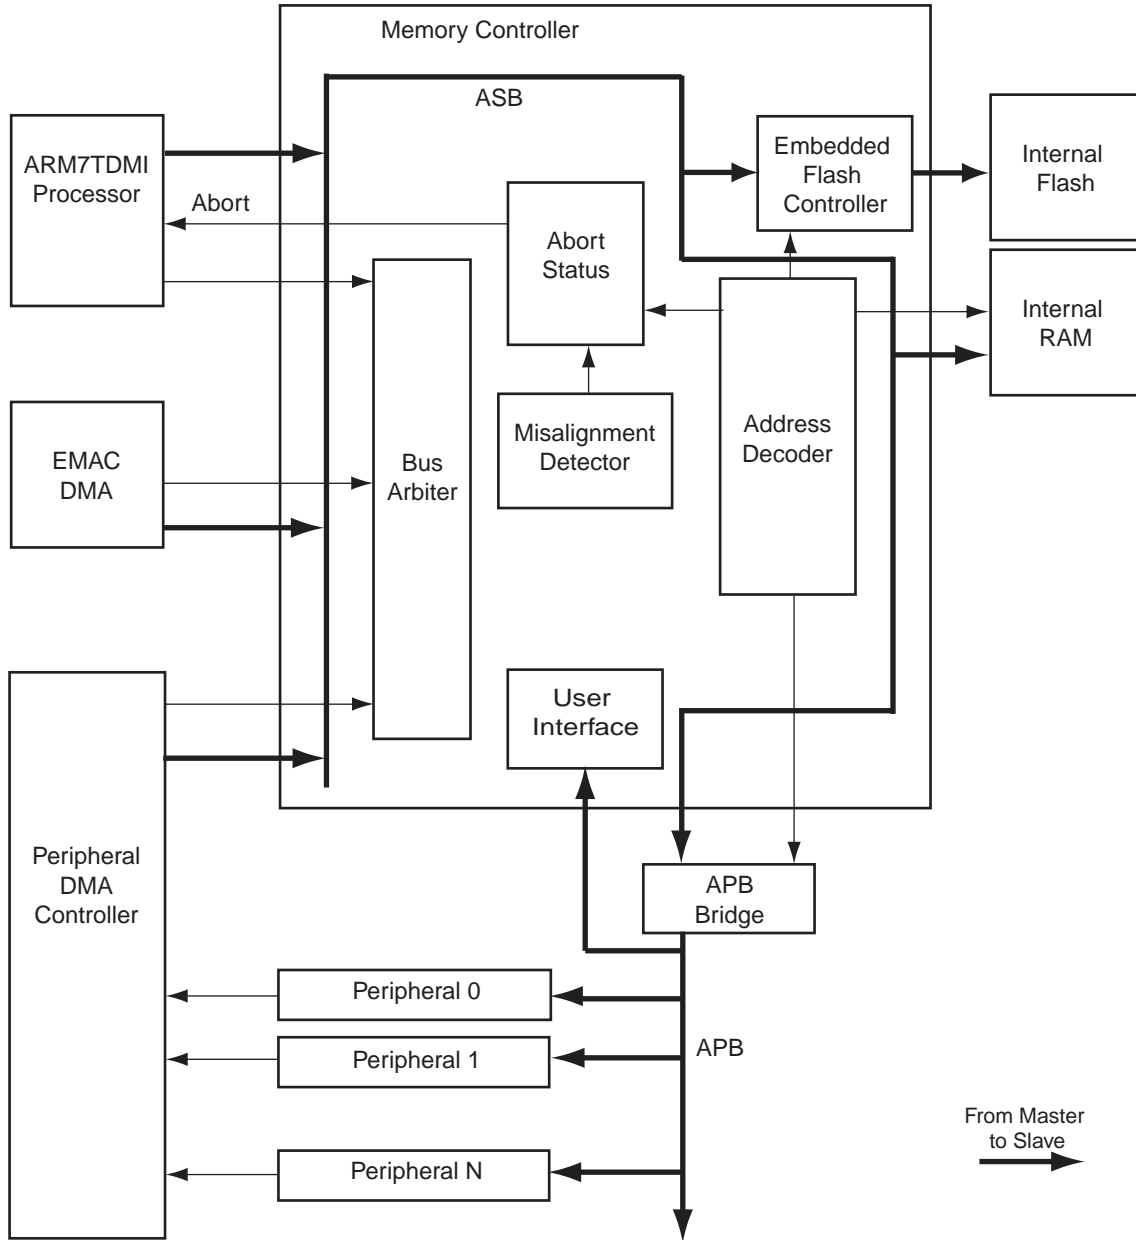 Memory Controller
ASB
ARM7TDMI
Processor
Abort
Embedded
Flash
Controller
Internal
Flash
Abort
Status
Internal
RAM
Misalignment
Detector
Address
Decoder
EMAC
DMA
Bus
Arbiter
User
Interface
Peripheral
DMA
Controller
APB
Bridge
Peripheral 0
Peripheral 1
APB
Peripheral N
From Master
to Slave